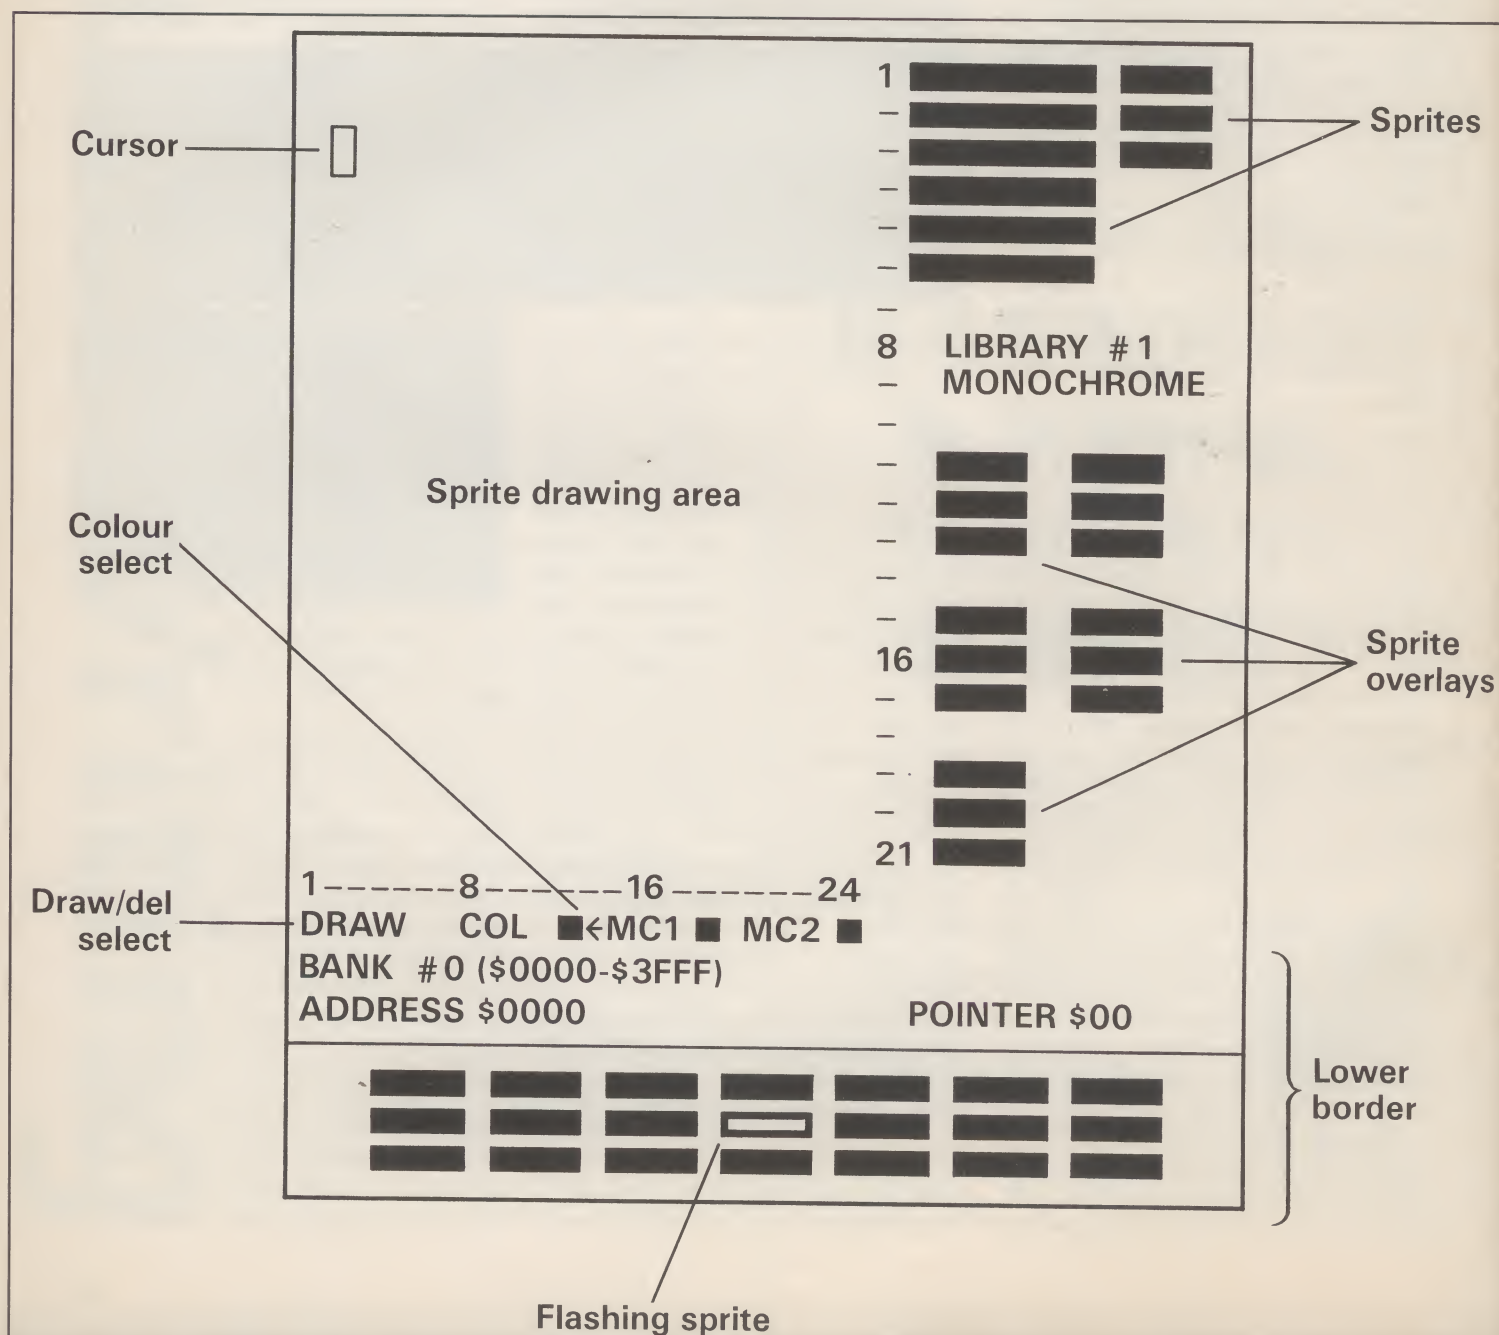 1
Cursor
Sprites
8 LIBRARY #1
MONOCHROME
Sprite drawing area
Colour
select
16
Sprite
overlays
21
1------8------16-------24
Draw/del
select
DRAW COL ←MC1 MC2
BANK #0 ($0000-$3FFF)
ADDRESS $0000 POINTER $00
Lower
border
Flashing sprite